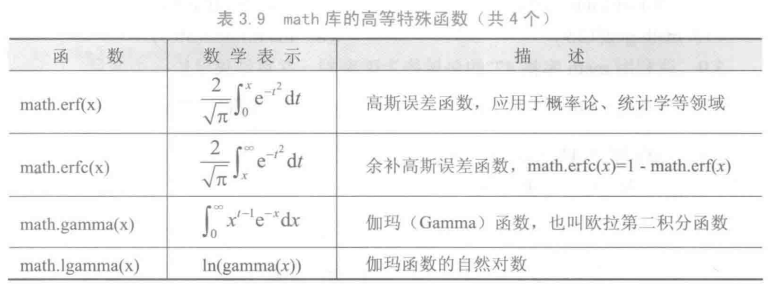 表 3.9 math 库的高等特殊函数（共 4 个）
函 数 数 学 表 示 描 述
math.erf(x) $\frac{2}{\sqrt{\pi}}\int_0^x e^{-t^2}dt$ 高斯误差函数，应用于概率论、统计学等领域
math.erfc(x) $\frac{2}{\sqrt{\pi}}\int_x^\infty e^{-t^2}dt$ 余补高斯误差函数，math.erfc(x)=1 - math.erf(x)
math.gamma(x) $\int_0^\infty x^{t-1}e^{-x}dx$ 伽玛（Gamma）函数，也叫欧拉第二积分函数
math.lgamma(x) ln(gamma(x)) 伽玛函数的自然对数